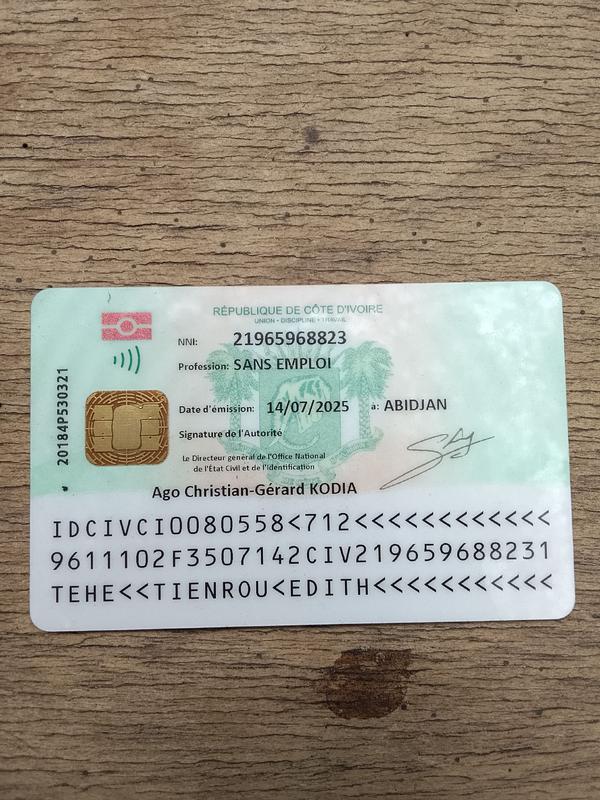 RÉPUBLIQUE DE CÔTE D'IVOIRE
UNION • DISCIPLINE • TRAVAIL
NNI: 21965968823
Profession: SANS EMPLOI
Date d'émission: 14/07/2025 à: ABIDJAN
Signature de l'Autorité
Le Directeur général de l'Office National
de l'État Civil et de l'Identification
Ago Christian-Gérard KODIA
20184P530321
IDCIVCI0080558<712<<<<<<<<<<<<
9611102F3507142CIV219659688231
TEHE<<TIENROU<EDITH<<<<<<<<<<<